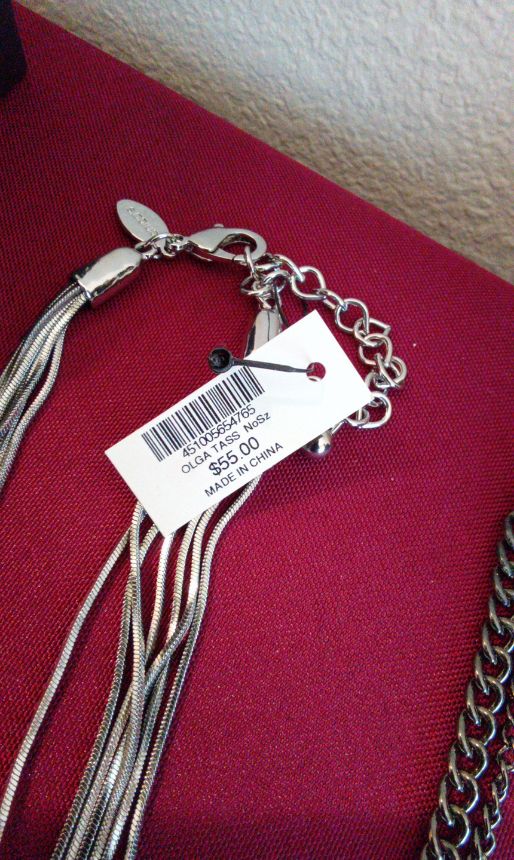 451005654765
OLGA TASS NoSz
$55.00
MADE IN CHINA